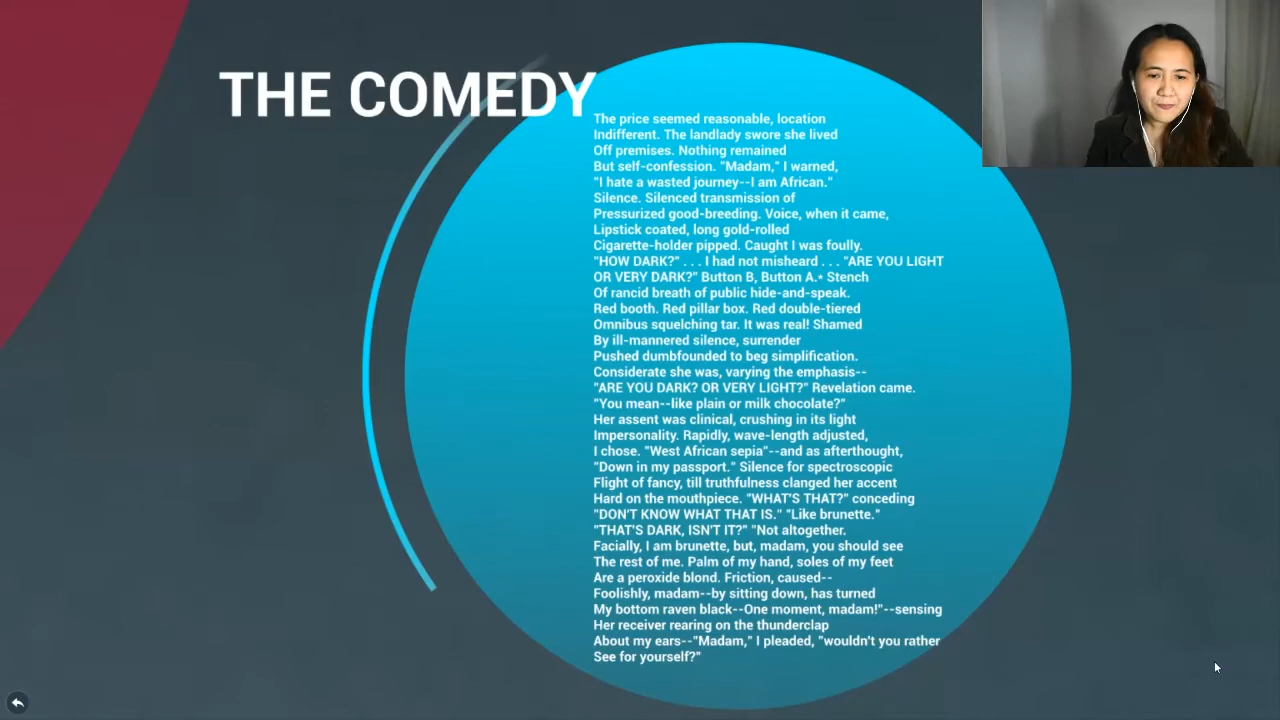 THE COMEDY
The price seemed reasonable, location
Indifferent. The landlady swore she lived
Off premises. Nothing remained
But self-confession. "Madam," I warned,
"I hate a wasted journey--I am African."
Silence. Silenced transmission of
Pressurized good-breeding. Voice, when it came,
Lipstick coated, long gold-rolled
Cigarette-holder pipped. Caught I was foully.
"HOW DARK?" . . . I had not misheard . . . "ARE YOU LIGHT
OR VERY DARK?" Button B, Button A.* Stench
Of rancid breath of public hide-and-speak.
Red booth. Red pillar box. Red double-tiered
Omnibus squelching tar. It was real! Shamed
By ill-mannered silence, surrender
Pushed dumbfounded to beg simplification.
Considerate she was, varying the emphasis--
"ARE YOU DARK? OR VERY LIGHT?" Revelation came.
"You mean--like plain or milk chocolate?"
Her assent was clinical, crushing in its light
Impersonality. Rapidly, wave-length adjusted,
I chose. "West African sepia"--and as afterthought,
"Down in my passport." Silence for spectroscopic
Flight of fancy, till truthfulness clanged her accent
Hard on the mouthpiece. "WHAT'S THAT?" conceding
"DON'T KNOW WHAT THAT IS." "Like brunette."
"THAT'S DARK, ISN'T IT?" "Not altogether.
Facially, I am brunette, but, madam, you should see
The rest of me. Palm of my hand, soles of my feet
Are a peroxide blond. Friction, caused--
Foolishly, madam--by sitting down, has turned
My bottom raven black--One moment, madam!"--sensing
Her receiver rearing on the thunderclap
About my ears--"Madam," I pleaded, "wouldn't you rather
See for yourself?"